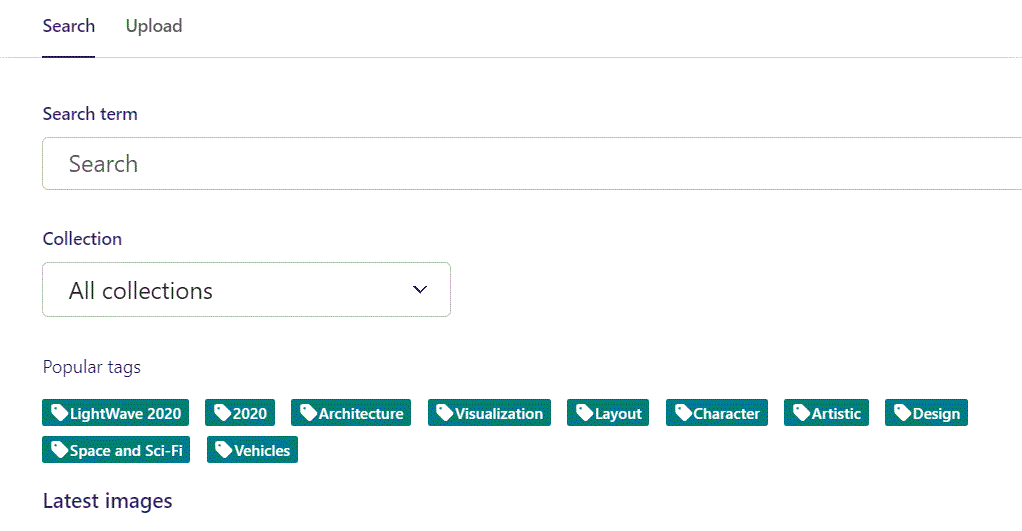 Search Upload
Search term
Search
Collection
All collections
Popular tags
LightWave 2020 2020 Architecture Visualization Layout Character Artistic Design
Space and Sci-Fi Vehicles
Latest images